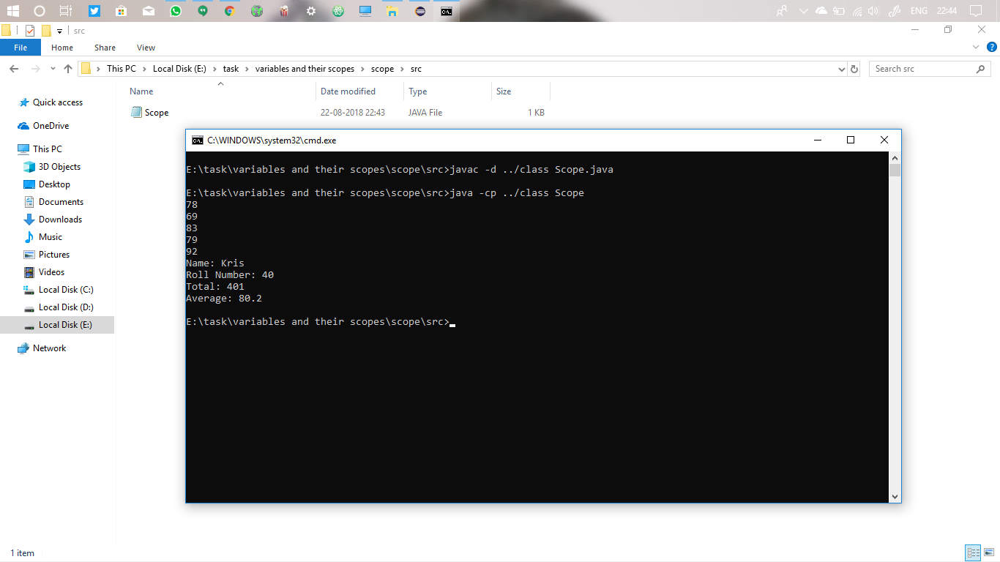 ENG 22:44
src
File Home Share View
This PC Local Disk (E:) task variables and their scopes scope src
Search src
Name Date modified Type Size
Scope 22-08-2018 22:43 JAVA File 1 KB
Quick access
OneDrive
This PC
3D Objects
Desktop
Documents
Downloads
Music
Pictures
Videos
Local Disk (C:)
Local Disk (D:)
Local Disk (E:)
Network
C:\WINDOWS\system32\cmd.exe
E:\task\variables and their scopes\scope\src>javac -d ../class Scope.java
E:\task\variables and their scopes\scope\src>java -cp ../class Scope
78
69
83
79
92
Name: Kris
Roll Number: 40
Total: 401
Average: 80.2
E:\task\variables and their scopes\scope\src>
1 item